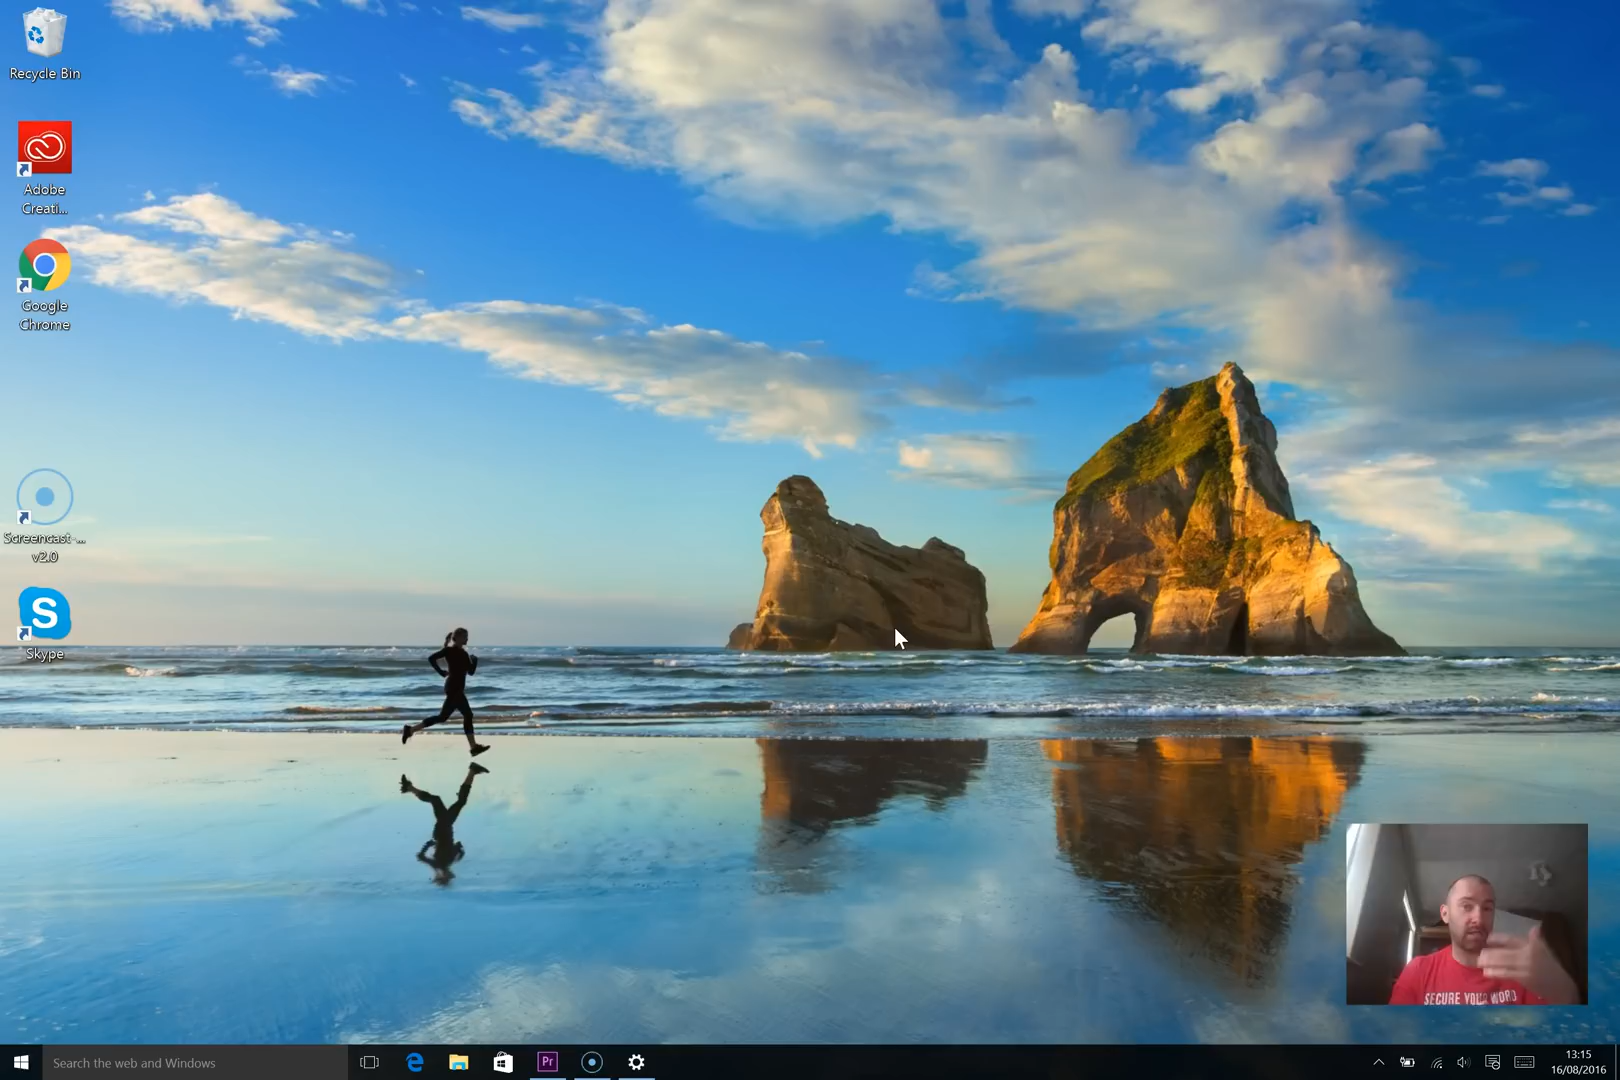 Recycle Bin
Adobe
Creati...
Google
Chrome
Screencast-...
v2.0
S
Skype
SECURE YOUR WORD
Search the web and Windows
Pr
13:15
16/08/2016